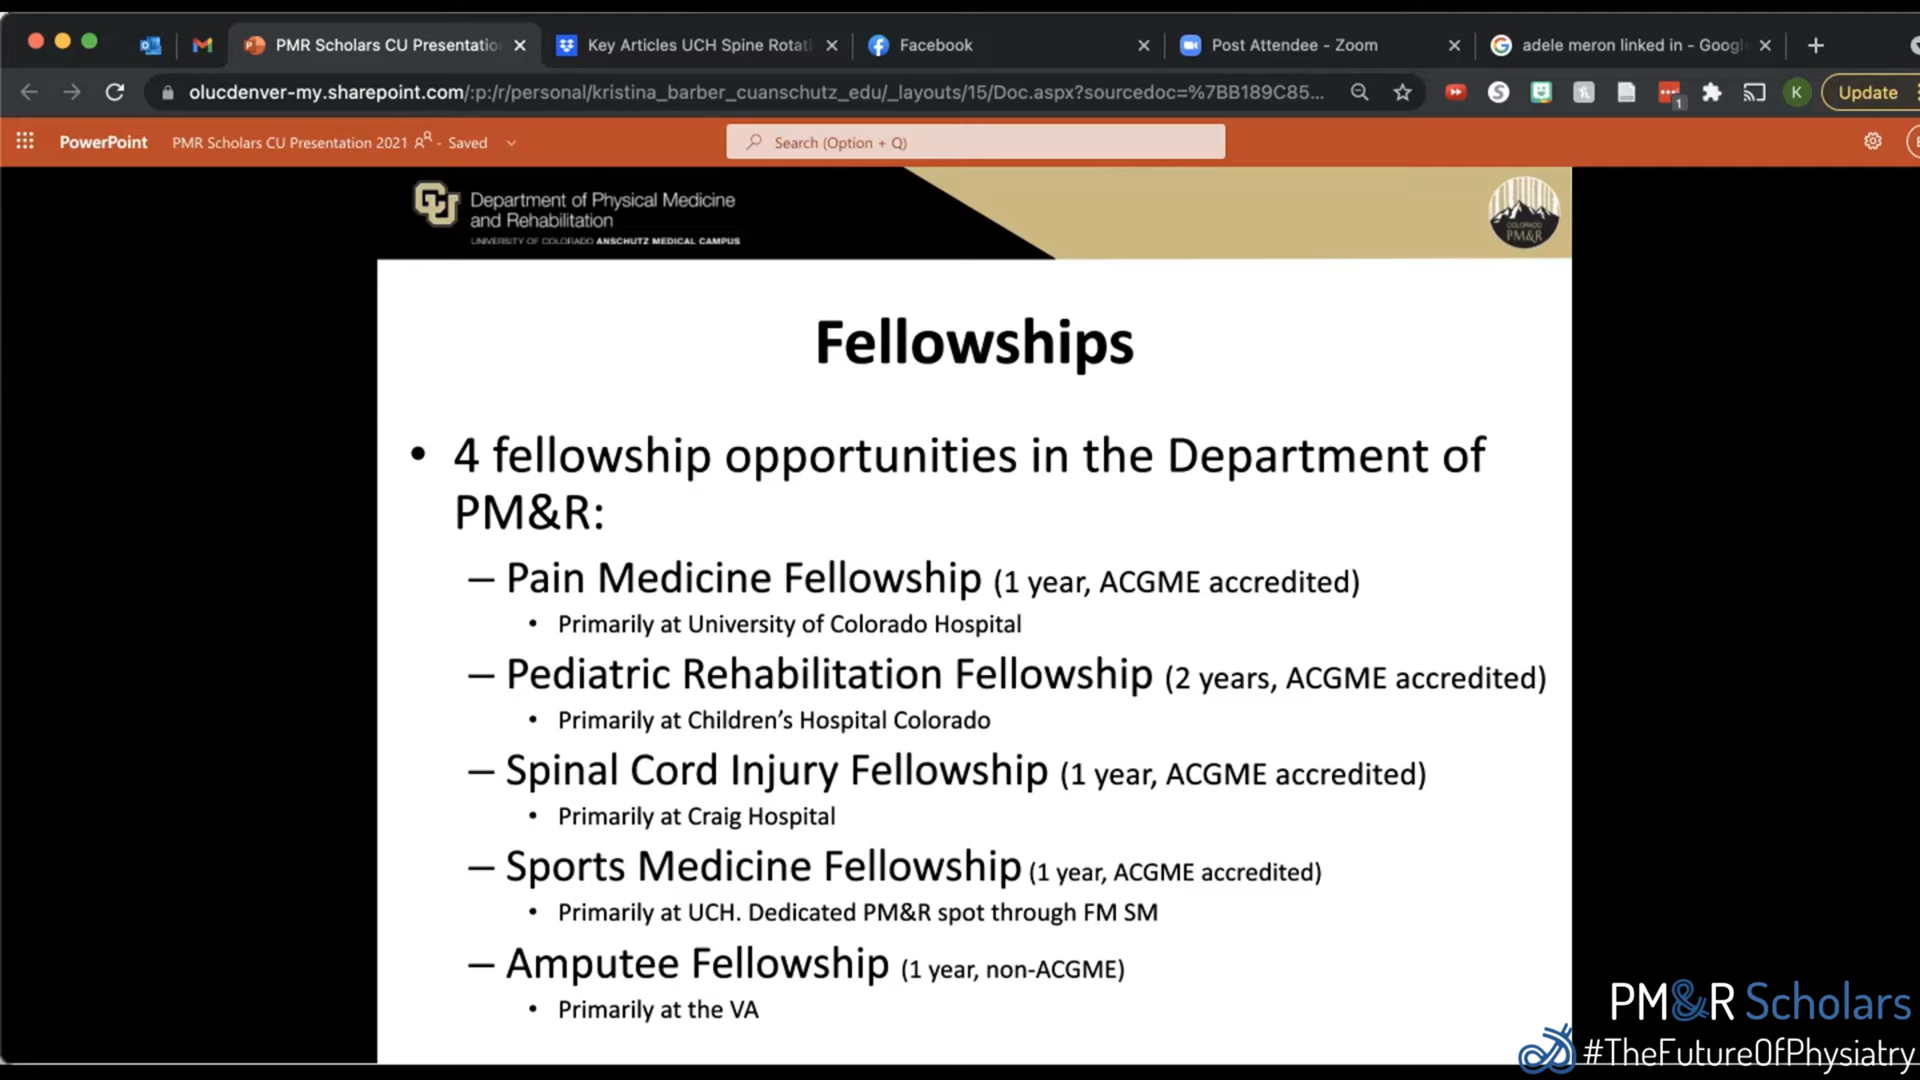 PMR Scholars CU Presentatio
Key Articles UCH Spine Rotati
Facebook
Post Attendee - Zoom
adele meron linked in - Googl
olucdenver-my.sharepoint.com/:p:/r/personal/kristina_barber_cuanschutz_edu/_layouts/15/Doc.aspx?sourcedoc=%7BB189C85...
1
K
Update
PowerPoint
PMR Scholars CU Presentation 2021 - Saved
Search (Option + Q)
CU
Department of Physical Medicine
and Rehabilitation
UNIVERSITY OF COLORADO ANSCHUTZ MEDICAL CAMPUS
COLORADO
PM&R
Fellowships
• 4 fellowship opportunities in the Department of
PM&R:
– Pain Medicine Fellowship (1 year, ACGME accredited)
• Primarily at University of Colorado Hospital
– Pediatric Rehabilitation Fellowship (2 years, ACGME accredited)
• Primarily at Children's Hospital Colorado
– Spinal Cord Injury Fellowship (1 year, ACGME accredited)
• Primarily at Craig Hospital
– Sports Medicine Fellowship (1 year, ACGME accredited)
• Primarily at UCH. Dedicated PM&R spot through FM SM
– Amputee Fellowship (1 year, non-ACGME)
• Primarily at the VA
PM&R Scholars
#TheFutureOfPhysiatry